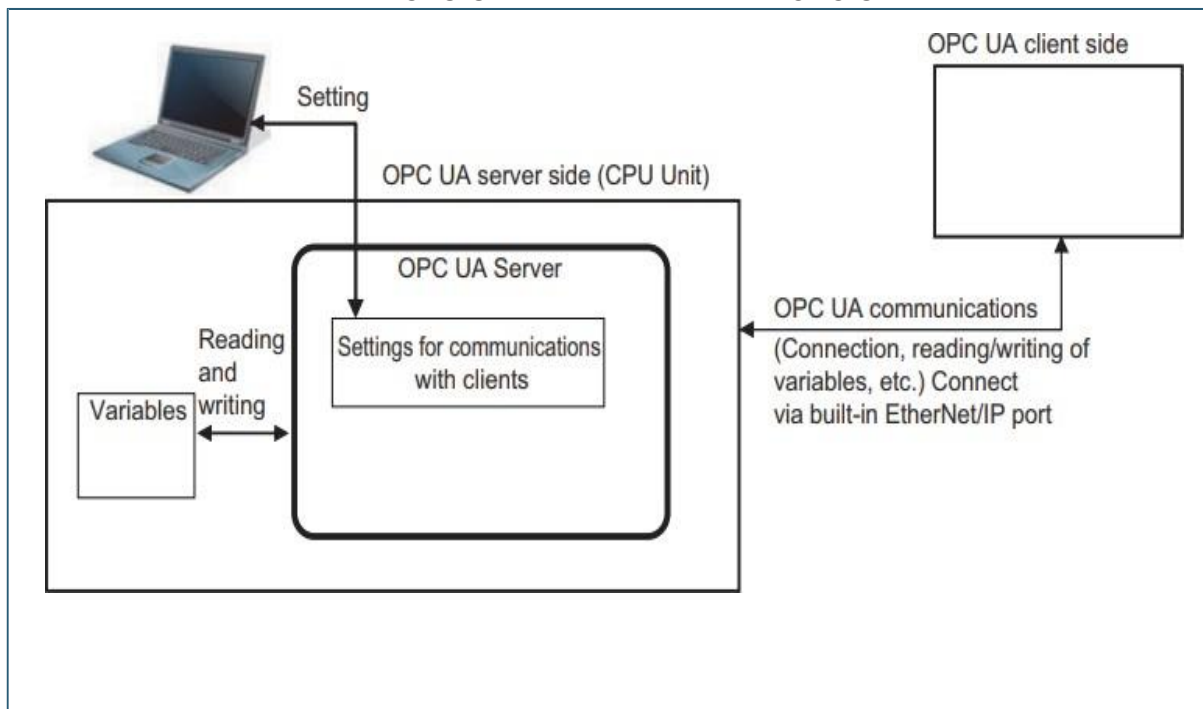 OPC UA client side
Setting
OPC UA server side (CPU Unit)
OPC UA Server
OPC UA communications
(Connection, reading/writing of
variables, etc.) Connect
via built-in EtherNet/IP port
Reading
and
writing
Settings for communications
with clients
Variables